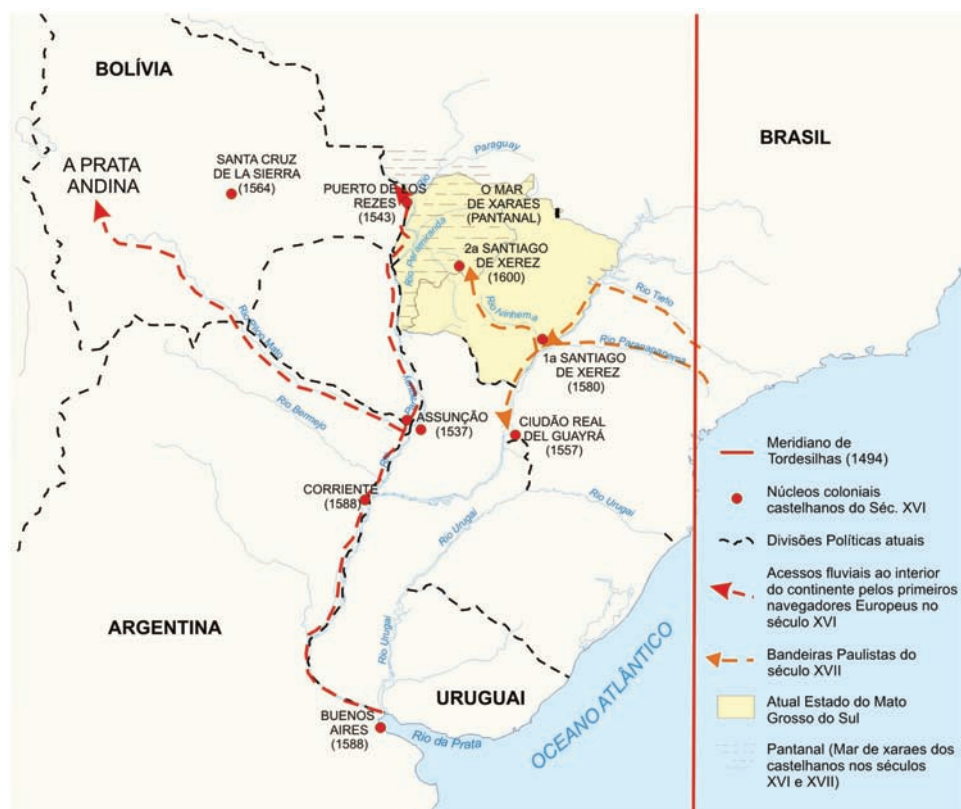 BOLÍVIA
BRASIL
A PRATA
ANDINA
SANTA CRUZ
DE LA SIERRA
(1564)
Paraguay
Rio
PUERTO DE LOS
REZES
(1543)
O MAR
DE XARAES
(PANTANAL)
2a SANTIAGO
DE XEREZ
(1600)
Rio Ivinhema
Rio Tietê
Rio Paranapanema
1a SANTIAGO
DE XEREZ
(1580)
Rio Bermejo
ASSUNÇÃO
(1537)
CIUDÃO REAL
DEL GUAYRÁ
(1557)
CORRIENTE
(1588)
Rio Urugai
Rio Urugai
Rio Urugai
ARGENTINA
URUGUAI
BUENOS
AIRES
(1588)
Rio da Prata
OCEANO ATLÂNTICO
Meridiano de
Tordesilhas (1494)
Núcleos coloniais
castelhanos do Séc. XVI
Divisões Políticas atuais
Acessos fluviais ao interior
do continente pelos primeiros
navegadores Europeus no
século XVI
Bandeiras Paulistas do
século XVII
Atual Estado do Mato
Grosso do Sul
Pantanal (Mar de xaraes dos
castelhanos nos séculos
XVI e XVII)